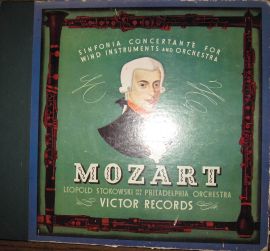 SINFONIA CONCERTANTE FOR
WIND INSTRUMENTS AND ORCHESTRA
MOZART
LEOPOLD STOKOWSKI AND THE PHILADELPHIA ORCHESTRA
VICTOR RECORDS